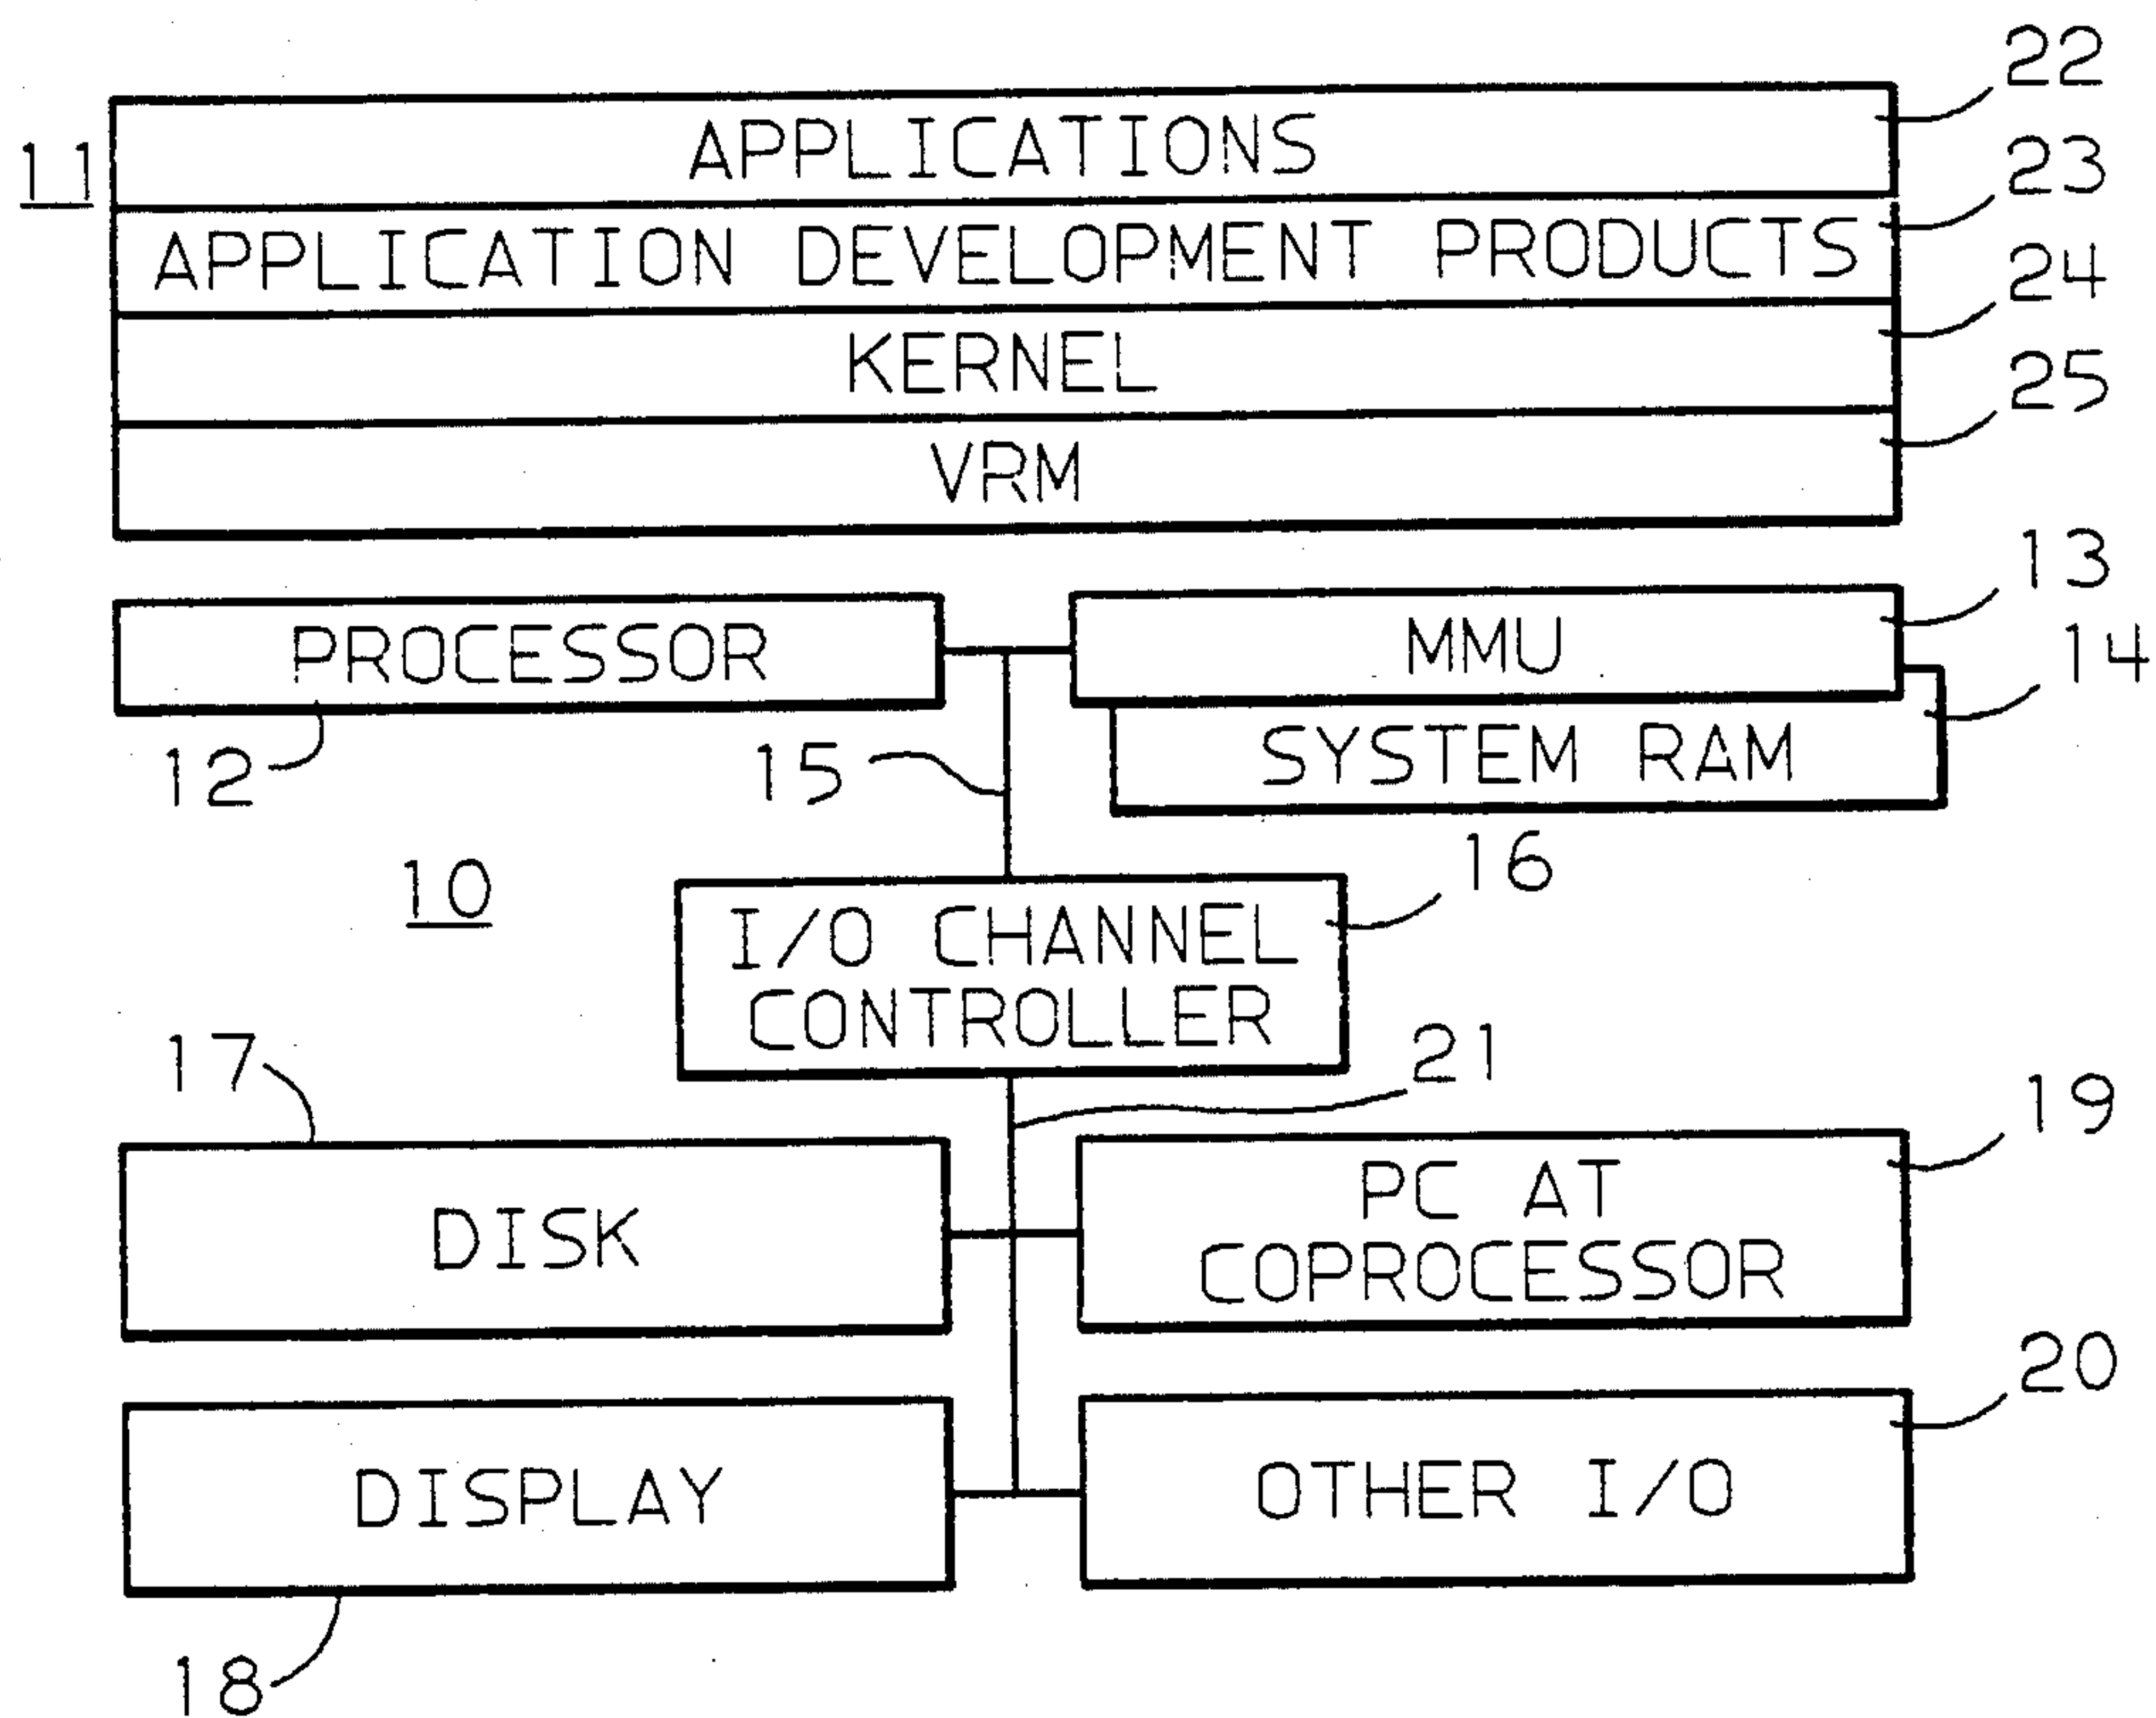 22
11
APPLICATIONS
23
APPLICATION DEVELOPMENT PRODUCTS
24
KERNEL
25
VRM
13
PROCESSOR
MMU
14
12
15
SYSTEM RAM
10
16
I/O CHANNEL
CONTROLLER
17
21
19
DISK
PC AT
COPROCESSOR
20
DISPLAY
OTHER I/O
18